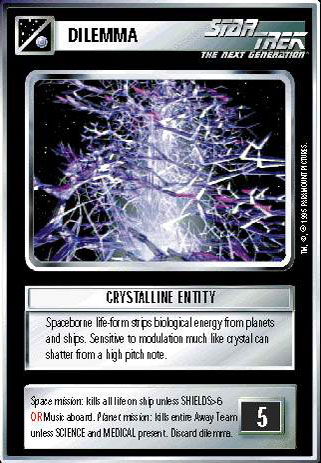 DILEMMA
STAR TREK
THE NEXT GENERATION®
TM, ®, © 1995 PARAMOUNT PICTURES.
CRYSTALLINE ENTITY
Spaceborne life-form strips biological energy from planets
and ships. Sensitive to modulation much like crystal can
shatter from a high pitch note.
Space mission: kills all life on ship unless SHIELDS>6
OR Music aboard. Planet mission: kills entire Away Team
unless SCIENCE and MEDICAL present. Discard dilemma.
5